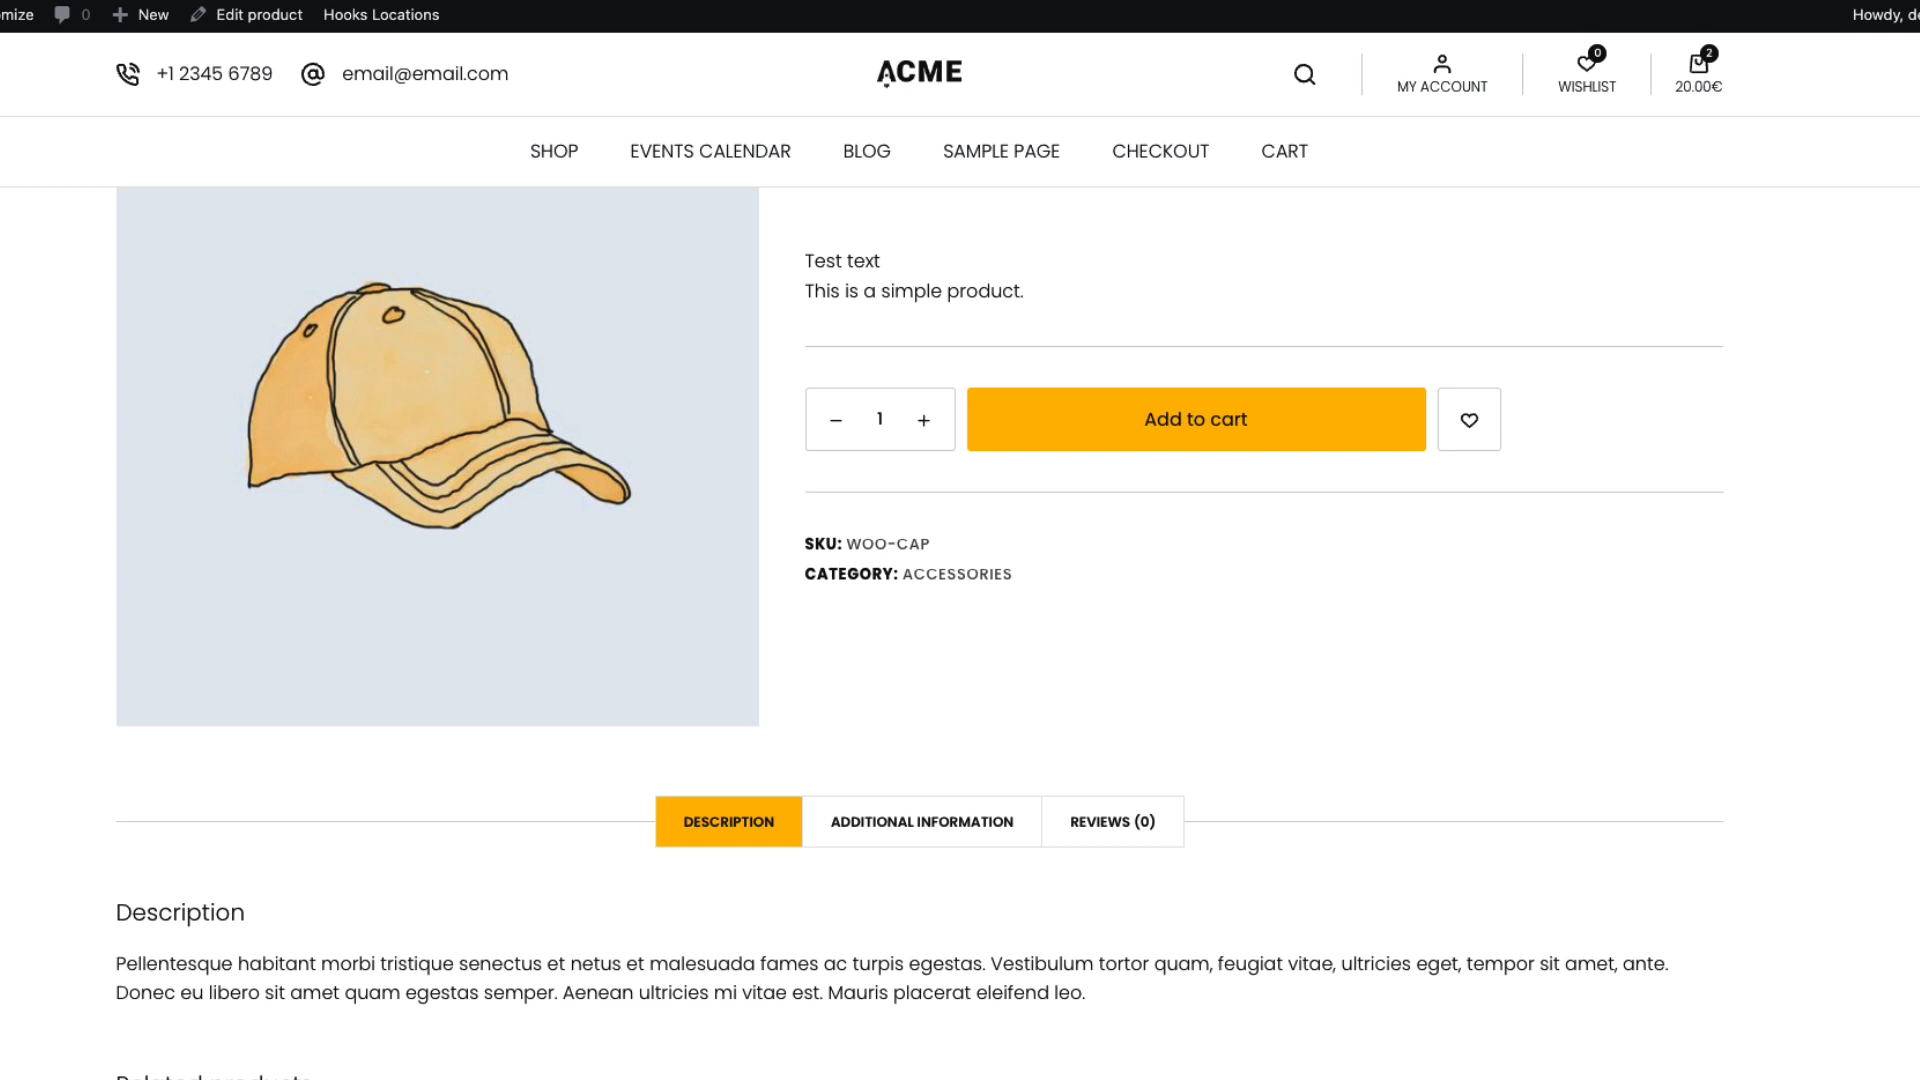 0 New Edit product Hooks Locations
+1 2345 6789 email@email.com
ACME
MY ACCOUNT
0
WISHLIST
2
20.00€
SHOP EVENTS CALENDAR BLOG SAMPLE PAGE CHECKOUT CART
Test text
This is a simple product.
− 1 + Add to cart
SKU: WOO-CAP
CATEGORY: ACCESSORIES
DESCRIPTION ADDITIONAL INFORMATION REVIEWS (0)
Description
Pellentesque habitant morbi tristique senectus et netus et malesuada fames ac turpis egestas. Vestibulum tortor quam, feugiat vitae, ultricies eget, tempor sit amet, ante.
Donec eu libero sit amet quam egestas semper. Aenean ultricies mi vitae est. Mauris placerat eleifend leo.